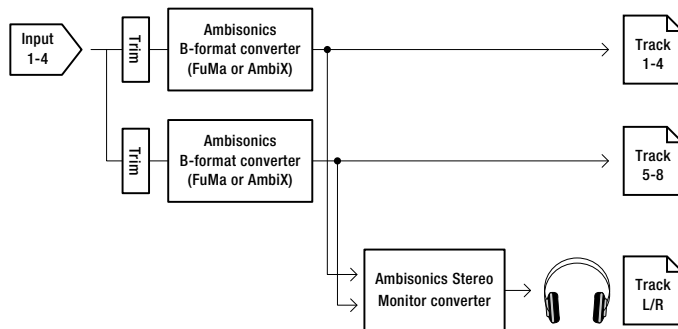 Input
1-4
Trim
Ambisonics
B-format converter
(FuMa or AmbiX)
Track
1-4
Trim
Ambisonics
B-format converter
(FuMa or AmbiX)
Track
5-8
Ambisonics Stereo
Monitor converter
Track
L/R